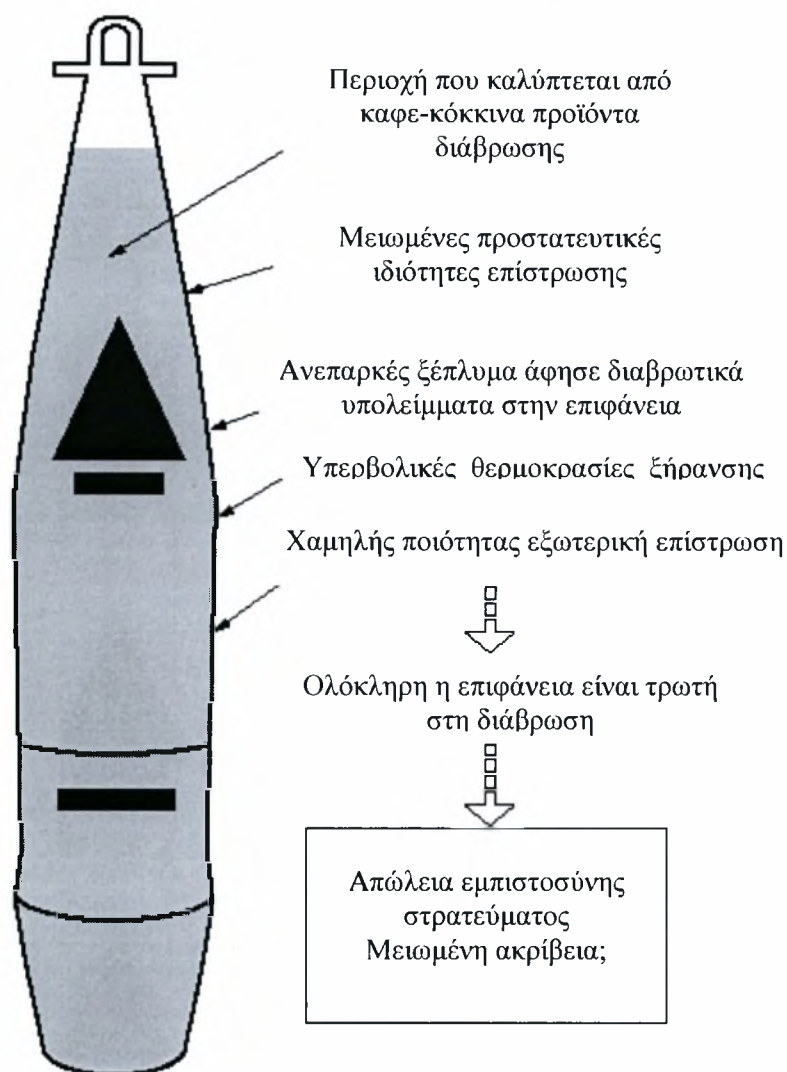 Περιοχή που καλύπτεται από
καφε-κόκκινα προϊόντα
διάβρωσης
Μειωμένες προστατευτικές
ιδιότητες επίστρωσης
Ανεπαρκές ξέπλυμα άφησε διαβρωτικά
υπολείμματα στην επιφάνεια
Υπερβολικές θερμοκρασίες ξήρανσης
Χαμηλής ποιότητας εξωτερική επίστρωση
Ολόκληρη η επιφάνεια είναι τρωτή
στη διάβρωση
Απώλεια εμπιστοσύνης
στρατεύματος
Μειωμένη ακρίβεια;